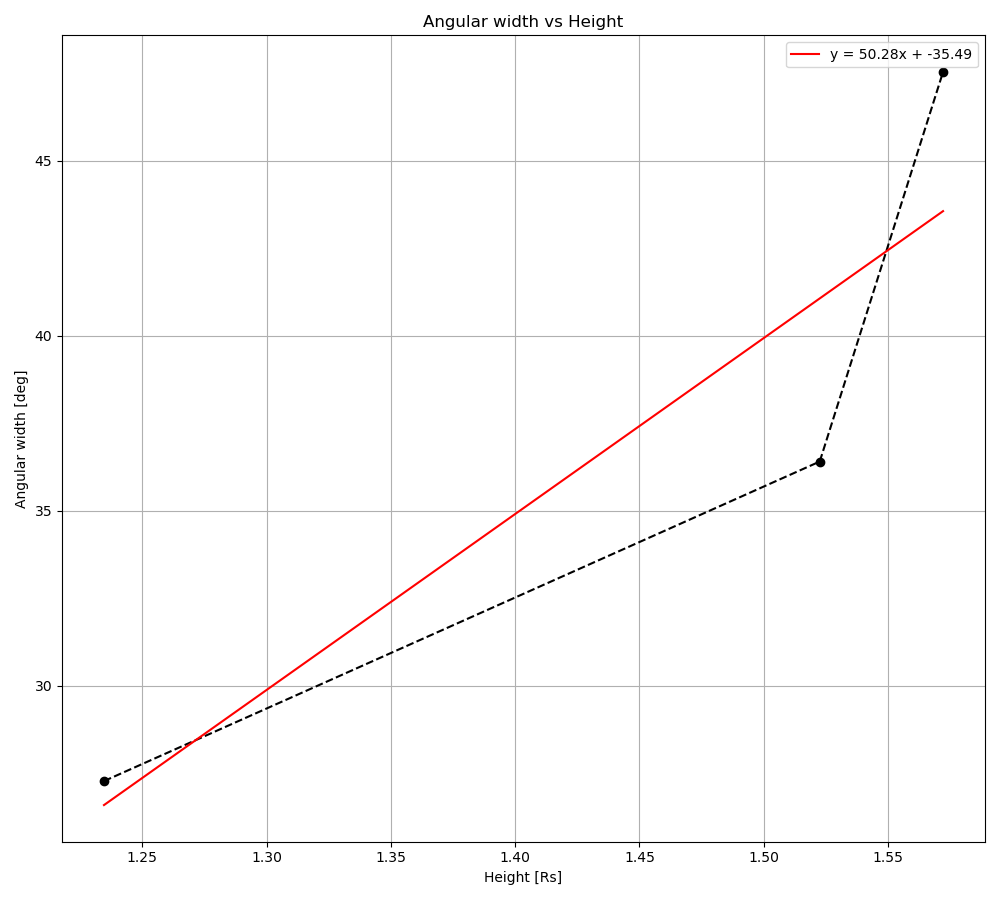 Angular width vs Height
y = 50.28x + -35.49
Angular width [deg]
45
40
35
30
1.25 1.30 1.35 1.40 1.45 1.50 1.55
Height [Rs]